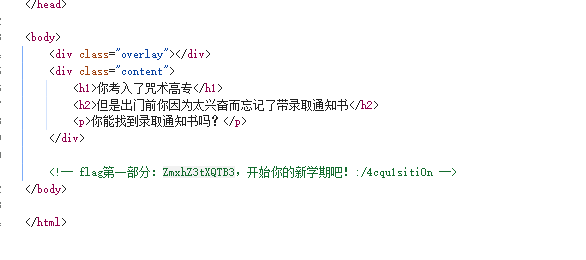 </head>
<body>
<div class="overlay"></div>
<div class="content">
<h1>你考入了咒术高专</h1>
<h2>但是出门前你因为太兴奋而忘记了带录取通知书</h2>
<p>你能找到录取通知书吗？</p>
</div>
<!-- flag第一部分：ZmxhZ3tXQTB3，开始你的新学期吧！:/4cqu1siti0n -->
</body>
</html>